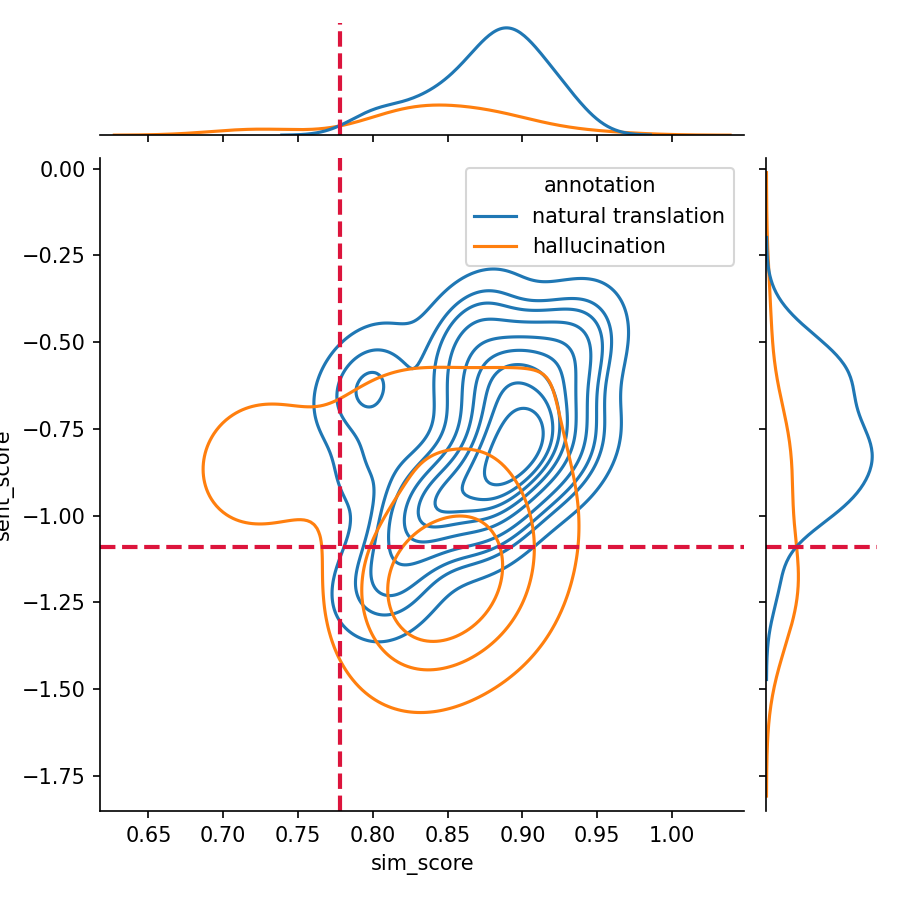 annotation
natural translation
hallucination
0.00
−0.25
−0.50
−0.75
−1.00
−1.25
−1.50
−1.75
sent_score
0.65 0.70 0.75 0.80 0.85 0.90 0.95 1.00
sim_score